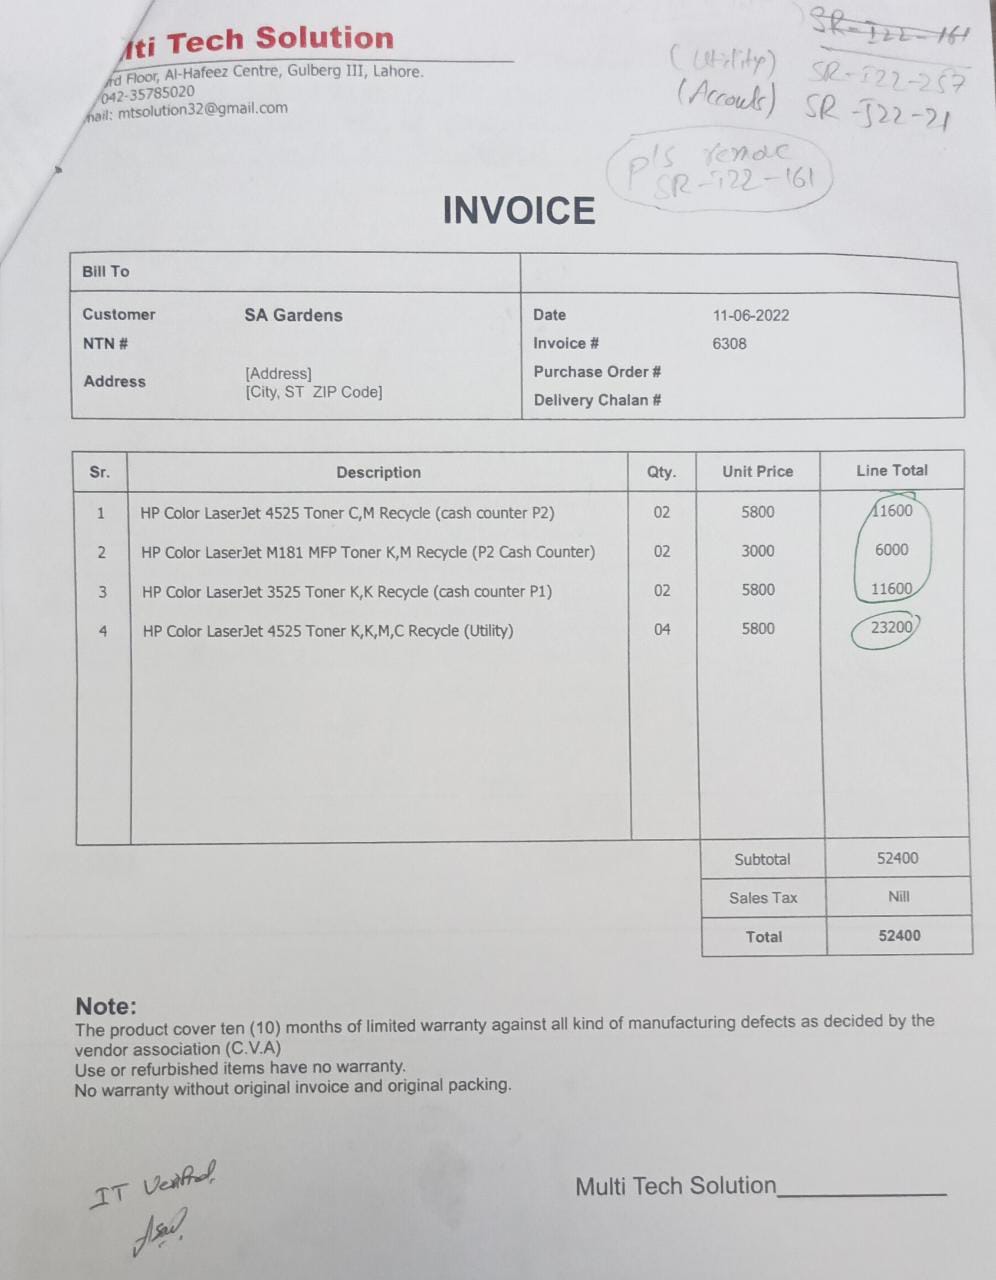 SR-I22-161
(Utility) SR-I22-257
(Accouts) SR-I22-21
pls remove
SR-I22-161
lti Tech Solution
rd Floor, Al-Hafeez Centre, Gulberg III, Lahore.
042-35785020
mail: mtsolution32@gmail.com
INVOICE
Bill To
Customer SA Gardens Date 11-06-2022
NTN # Invoice # 6308
Address [Address] Purchase Order #
[City, ST ZIP Code] Delivery Chalan #
Sr. Description Qty. Unit Price Line Total
1 HP Color LaserJet 4525 Toner C,M Recycle (cash counter P2) 02 5800 11600
2 HP Color LaserJet M181 MFP Toner K,M Recycle (P2 Cash Counter) 02 3000 6000
3 HP Color LaserJet 3525 Toner K,K Recycle (cash counter P1) 02 5800 11600
4 HP Color LaserJet 4525 Toner K,K,M,C Recycle (Utility) 04 5800 23200
Subtotal 52400
Sales Tax Nill
Total 52400
Note:
The product cover ten (10) months of limited warranty against all kind of manufacturing defects as decided by the
vendor association (C.V.A)
Use or refurbished items have no warranty.
No warranty without original invoice and original packing.
IT Verified.
Multi Tech Solution